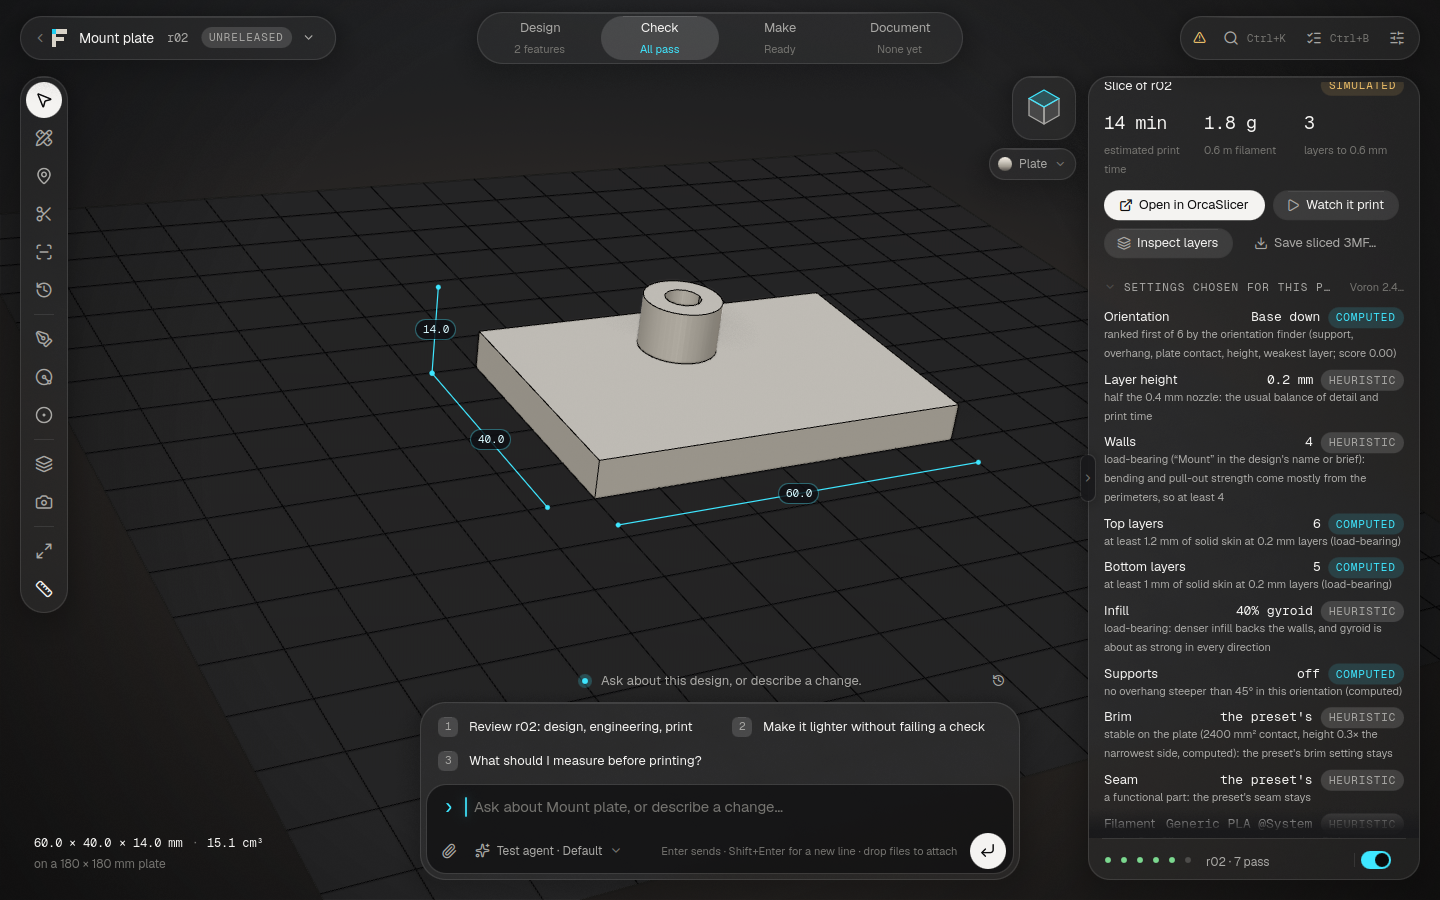 Mount plate r02 UNRELEASED
Design
2 features
Check
All pass
Make
Ready
Document
None yet
Ctrl+K
Ctrl+B
Plate
14.0
40.0
60.0
Slice of r02 SIMULATED
14 min
estimated print
time
1.8 g
0.6 m filament
3
layers to 0.6 mm
Open in OrcaSlicer
Watch it print
Inspect layers
Save sliced 3MF...
SETTINGS CHOSEN FOR THIS P… Voron 2.4…
Orientation Base down COMPUTED
ranked first of 6 by the orientation finder (support,
overhang, plate contact, height, weakest layer; score 0.00)
Layer height 0.2 mm HEURISTIC
half the 0.4 mm nozzle: the usual balance of detail and
print time
Walls 4 HEURISTIC
load-bearing (“Mount” in the design's name or brief):
bending and pull-out strength come mostly from the
perimeters, so at least 4
Top layers 6 COMPUTED
at least 1.2 mm of solid skin at 0.2 mm layers (load-bearing)
Bottom layers 5 COMPUTED
at least 1 mm of solid skin at 0.2 mm layers (load-bearing)
Infill 40% gyroid HEURISTIC
load-bearing: denser infill backs the walls, and gyroid is
about as strong in every direction
Supports off COMPUTED
no overhang steeper than 45° in this orientation (computed)
Brim the preset's HEURISTIC
stable on the plate (2400 mm² contact, height 0.3× the
narrowest side, computed): the preset's brim setting stays
Seam the preset's HEURISTIC
a functional part: the preset's seam stays
Filament Generic PLA @System HEURISTIC
r02 · 7 pass
Ask about this design, or describe a change.
1 Review r02: design, engineering, print
2 Make it lighter without failing a check
3 What should I measure before printing?
Ask about Mount plate, or describe a change...
Test agent · Default
Enter sends · Shift+Enter for a new line · drop files to attach
60.0 × 40.0 × 14.0 mm · 15.1 cm³
on a 180 × 180 mm plate